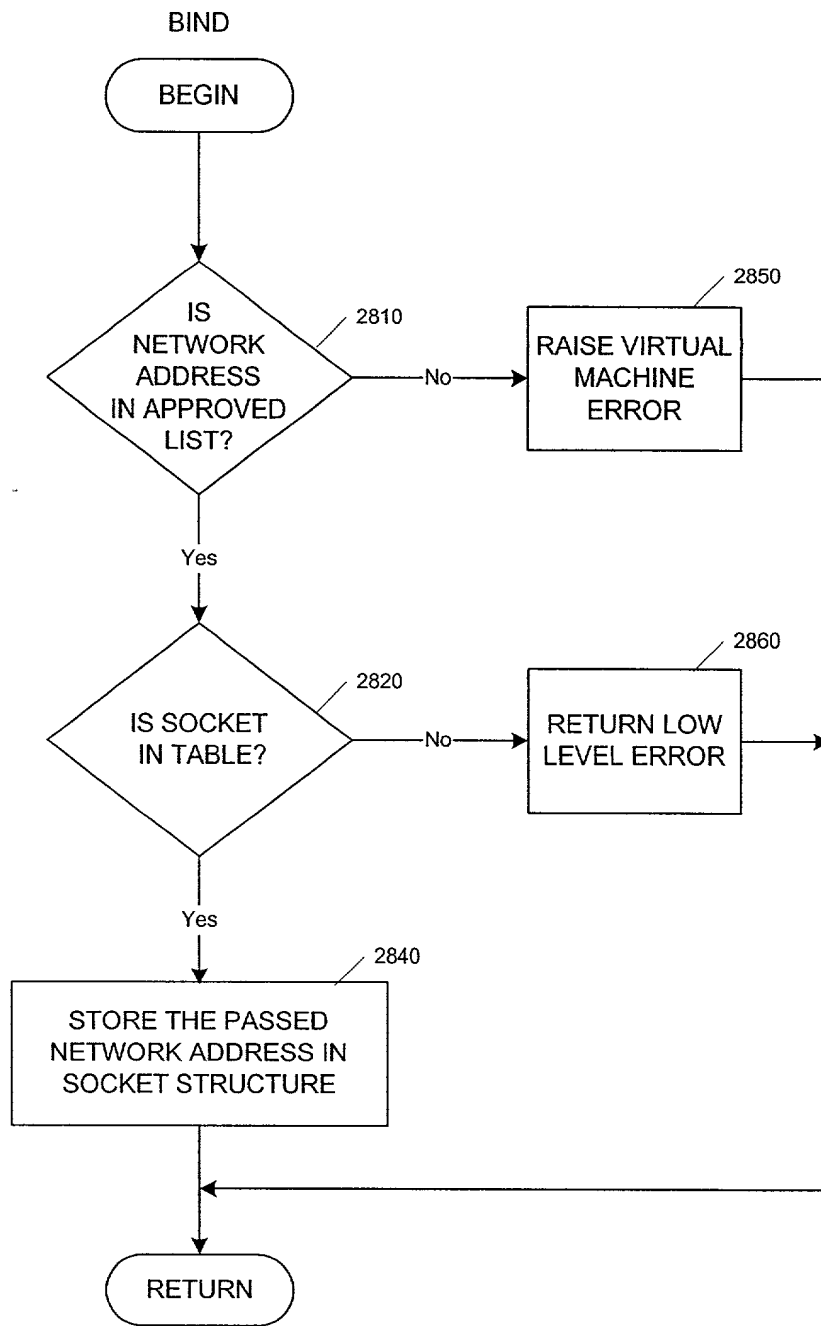 BIND
BEGIN
IS
NETWORK
ADDRESS
IN APPROVED
LIST?
2810
No
2850
RAISE VIRTUAL
MACHINE
ERROR
Yes
IS SOCKET
IN TABLE?
2820
No
2860
RETURN LOW
LEVEL ERROR
Yes
2840
STORE THE PASSED
NETWORK ADDRESS IN
SOCKET STRUCTURE
RETURN